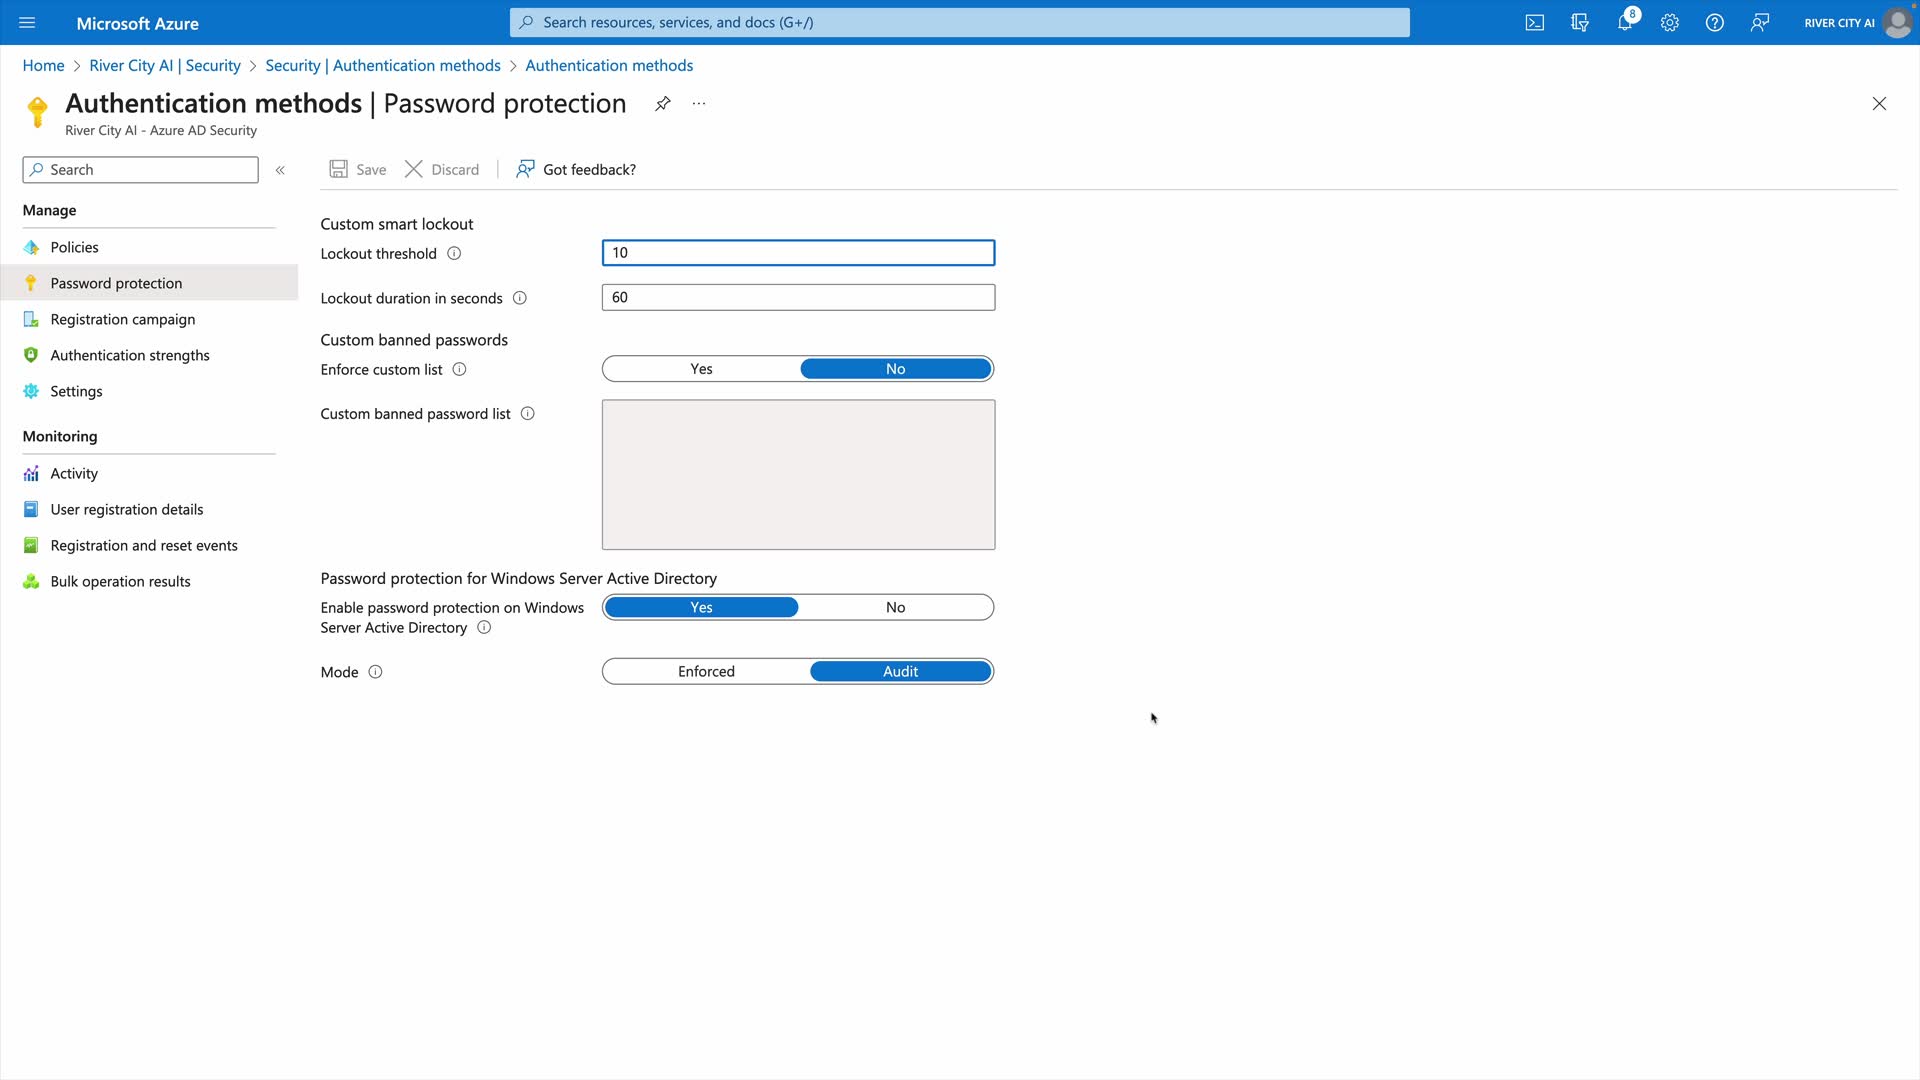 Microsoft Azure
Search resources, services, and docs (G+/)
8
RIVER CITY AI
Home > River City AI | Security > Security | Authentication methods > Authentication methods
Authentication methods | Password protection
River City AI - Azure AD Security
Search
Save
Discard
Got feedback?
Manage
Policies
Password protection
Registration campaign
Authentication strengths
Settings
Monitoring
Activity
User registration details
Registration and reset events
Bulk operation results
Custom smart lockout
Lockout threshold
10
Lockout duration in seconds
60
Custom banned passwords
Enforce custom list
Yes
No
Custom banned password list
Password protection for Windows Server Active Directory
Enable password protection on Windows
Server Active Directory
Yes
No
Mode
Enforced
Audit